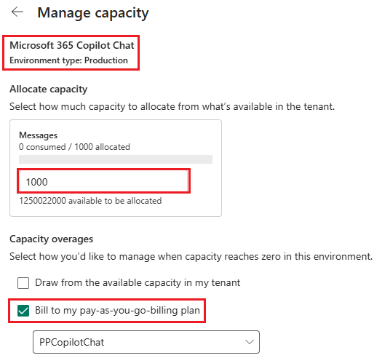 Manage capacity
Microsoft 365 Copilot Chat
Environment type: Production
Allocate capacity
Select how much capacity to allocate from what's available in the tenant.
Messages
0 consumed / 1000 allocated
1000
1250022000 available to be allocated
Capacity overages
Select how you'd like to manage when capacity reaches zero in this environment.
Draw from the available capacity in my tenant
Bill to my pay-as-you-go-billing plan
PPCopilotChat